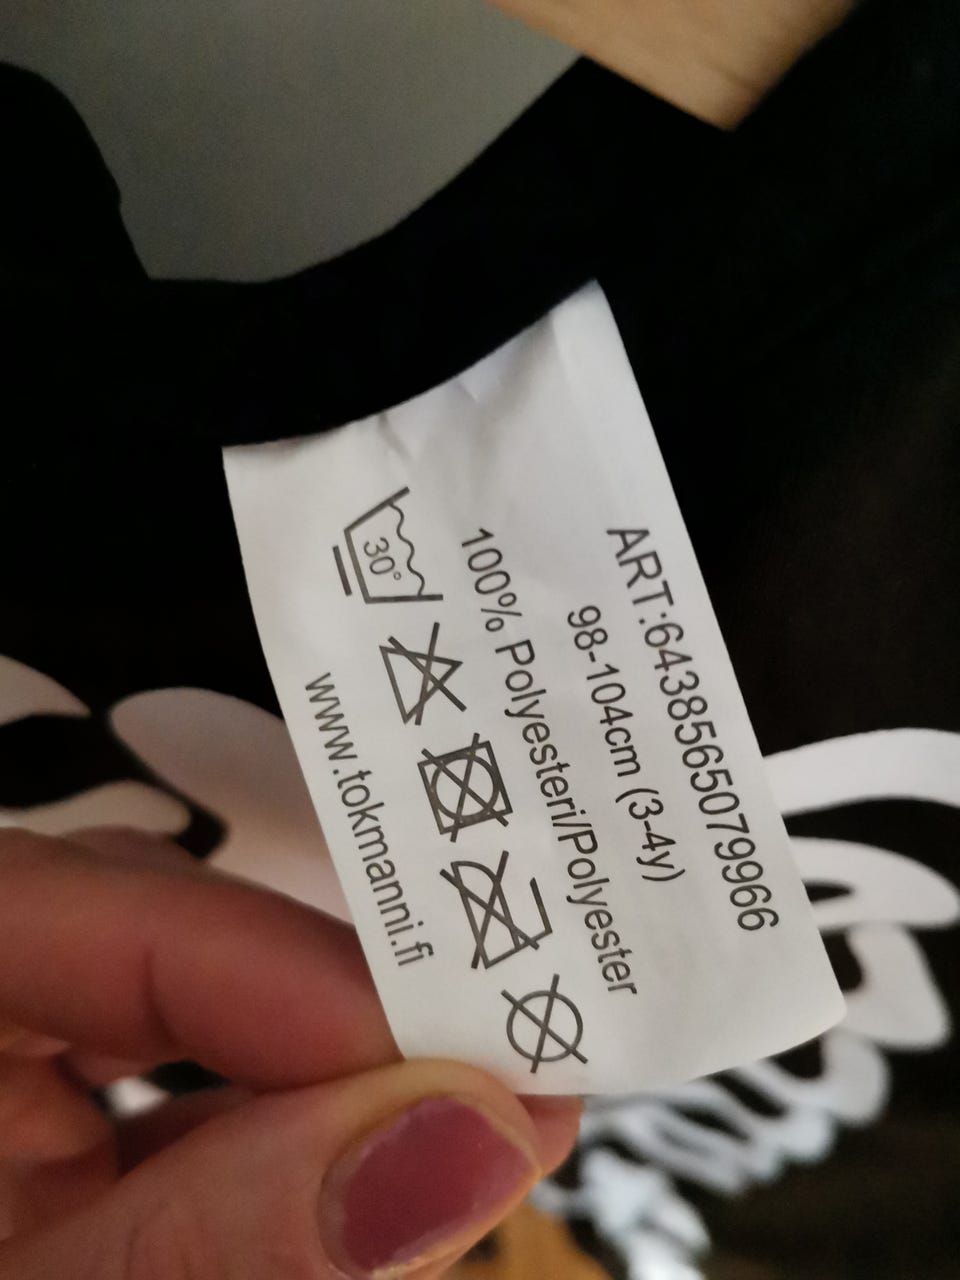 ART:6438565079966
98-104cm (3-4y)
100% Polyesteri/Polyester
30°
www.tokmanni.fi